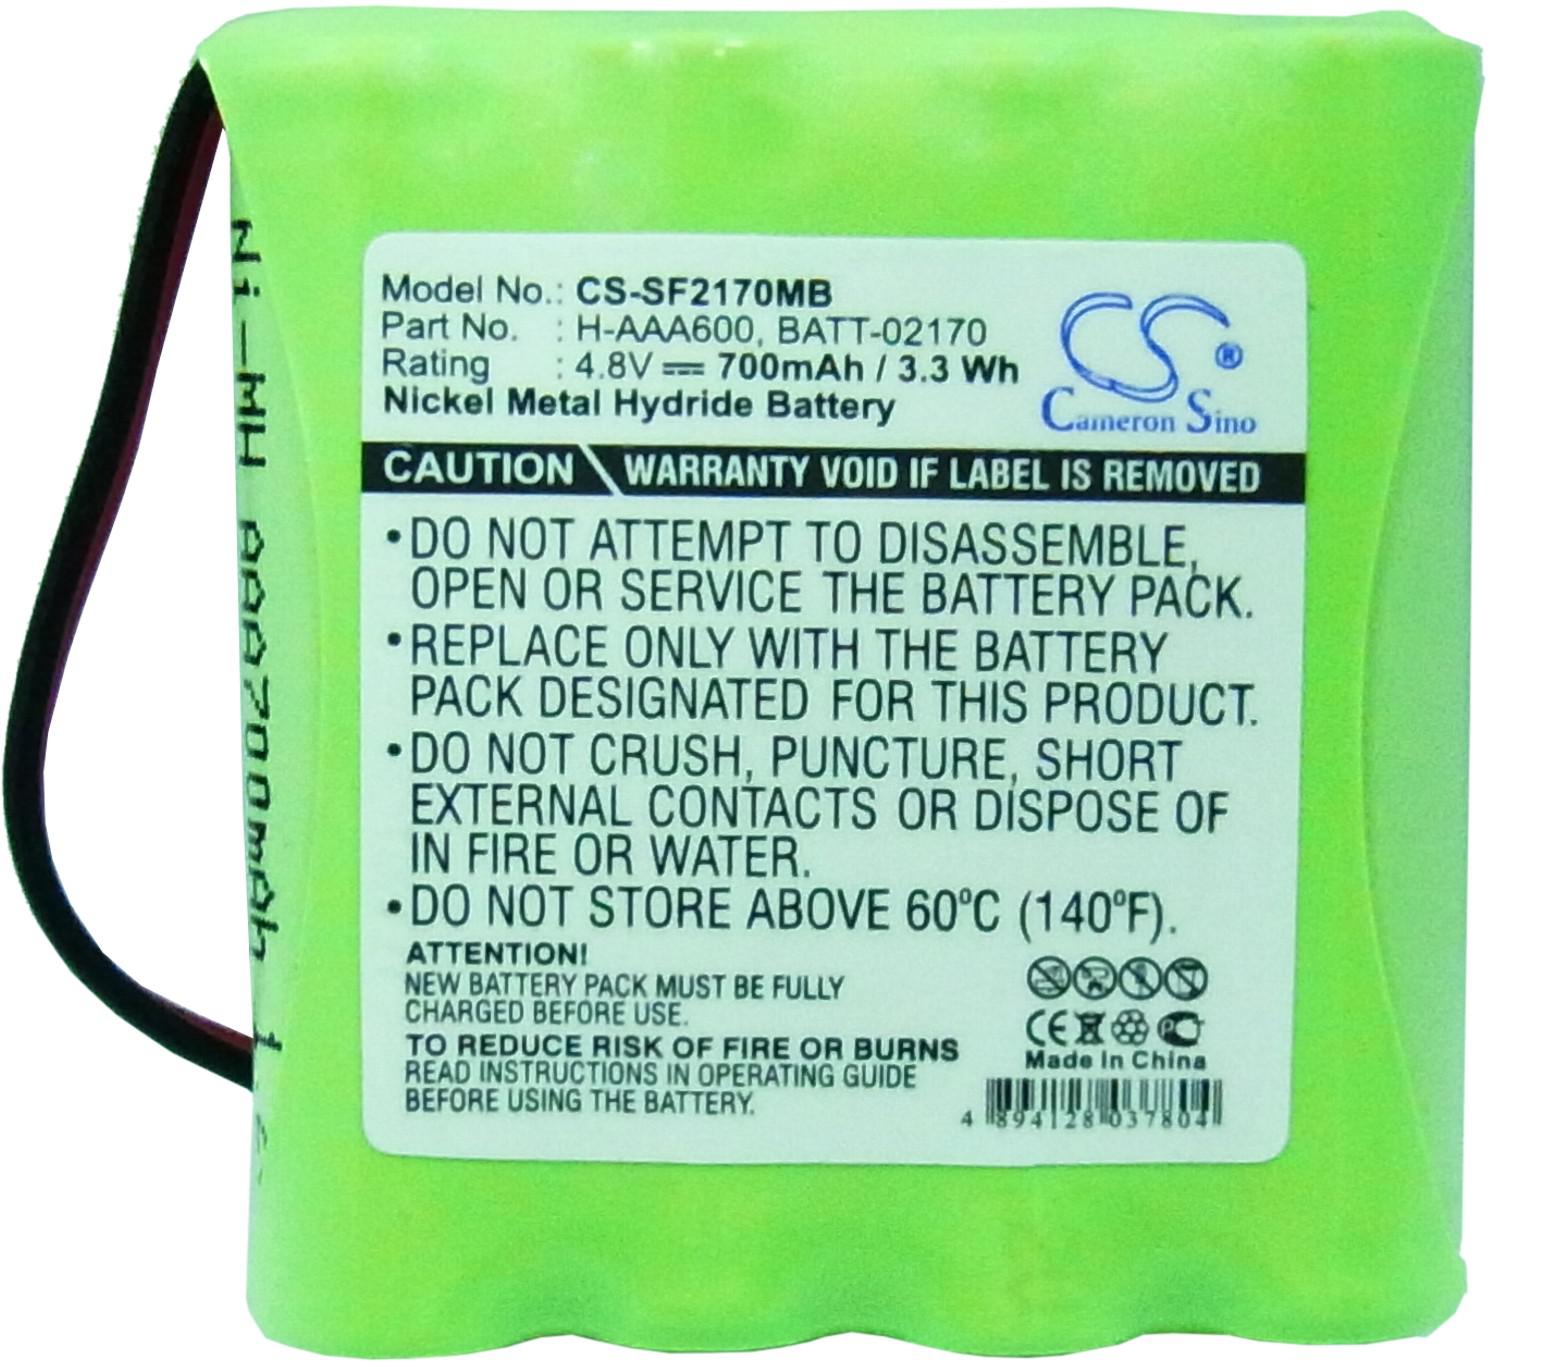 Model No.: CS-SF2170MB
Part No. : H-AAA600, BATT-02170
Rating : 4.8V 700mAh / 3.3 Wh
Nickel Metal Hydride Battery
CS ®
Cameron Sino
CAUTION WARRANTY VOID IF LABEL IS REMOVED
•DO NOT ATTEMPT TO DISASSEMBLE,
OPEN OR SERVICE THE BATTERY PACK.
•REPLACE ONLY WITH THE BATTERY
PACK DESIGNATED FOR THIS PRODUCT.
•DO NOT CRUSH, PUNCTURE, SHORT
EXTERNAL CONTACTS OR DISPOSE OF
IN FIRE OR WATER.
•DO NOT STORE ABOVE 60ºC (140ºF).
ATTENTION!
NEW BATTERY PACK MUST BE FULLY
CHARGED BEFORE USE.
TO REDUCE RISK OF FIRE OR BURNS
READ INSTRUCTIONS IN OPERATING GUIDE
BEFORE USING THE BATTERY.
CE
Made In China
4 894128 037804
Ni-MH AAA700mAh